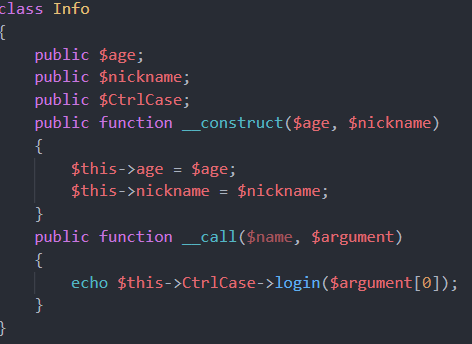 class Info
{
    public $age;
    public $nickname;
    public $CtrlCase;
    public function __construct($age, $nickname)
    {
        $this->age = $age;
        $this->nickname = $nickname;
    }
    public function __call($name, $argument)
    {
        echo $this->CtrlCase->login($argument[0]);
    }
}